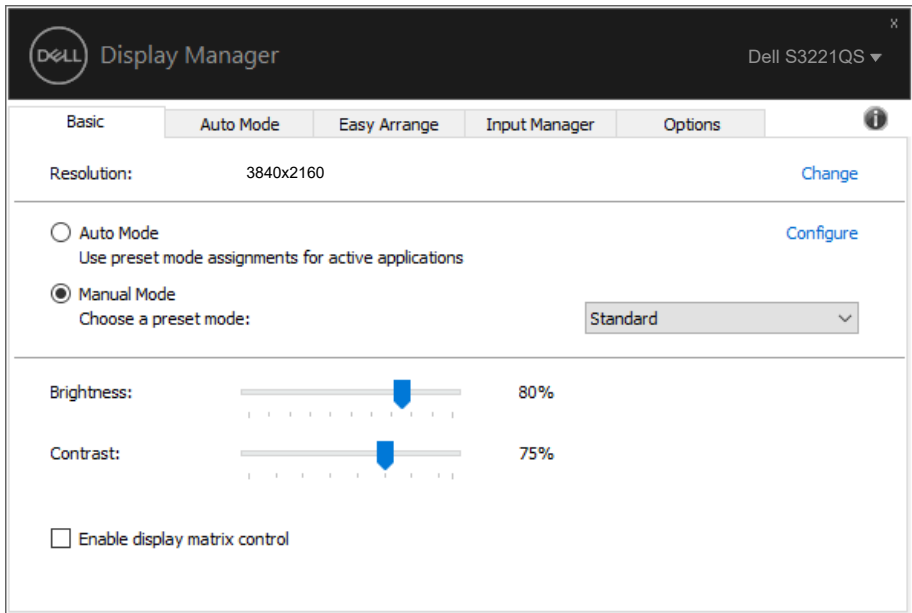 x
DELL Display Manager
Dell S3221QS
Basic Auto Mode Easy Arrange Input Manager Options
Resolution: 3840x2160 Change
Auto Mode Configure
Use preset mode assignments for active applications
Manual Mode
Choose a preset mode: Standard
Brightness: 80%
Contrast: 75%
Enable display matrix control